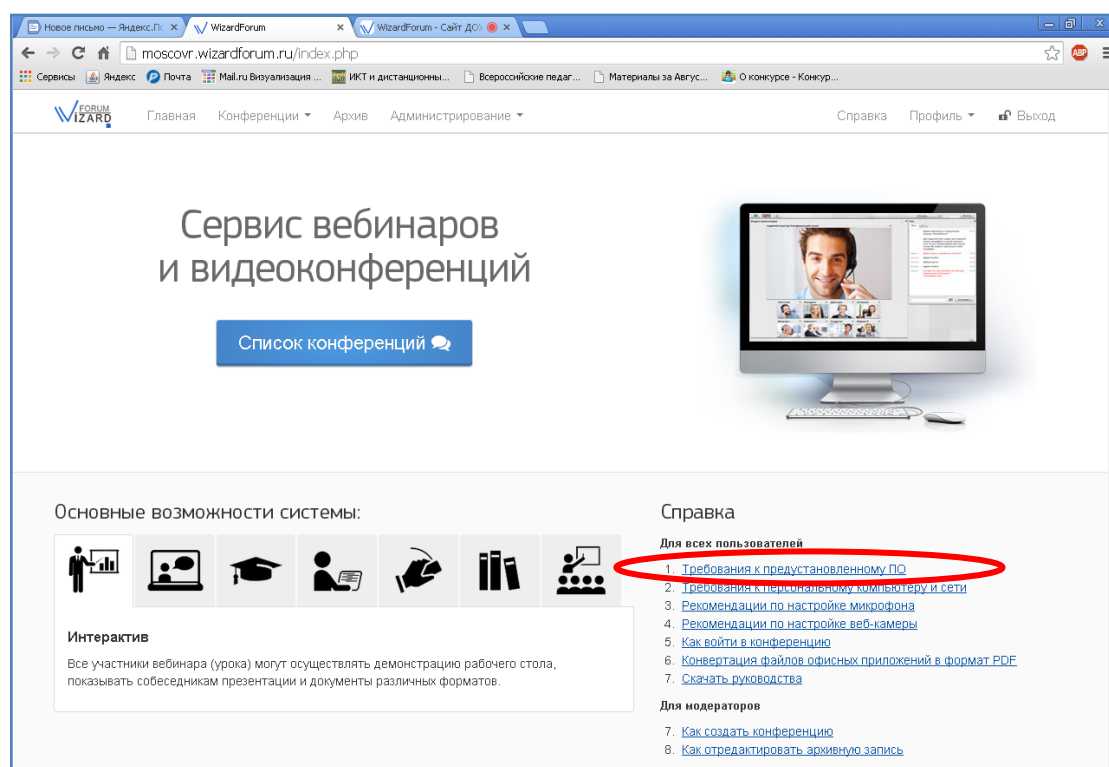 Новое письмо — Яндекс.По
WizardForum
WizardForum - Сайт ДО
moscovr.wizardforum.ru/index.php
ABP
Сервисы
Яндекс
Почта
Mail.ru Визуализация ...
ИКТ и дистанционны...
Всероссийские педаг...
Материалы за Авгус...
О конкурсе - Конкур...
FORUM
WIZARD
Главная
Конференции
Архив
Администрирование
Справка
Профиль
Выход
Сервис вебинаров
и видеоконференций
Список конференций
Основные возможности системы:
Интерактив
Все участники вебинара (урока) могут осуществлять демонстрацию рабочего стола,
показывать собеседникам презентации и документы различных форматов.
Справка
Для всех пользователей
1. Требования к предустановленному ПО
2. Требования к персональному компьютеру и сети
3. Рекомендации по настройке микрофона
4. Рекомендации по настройке веб-камеры
5. Как войти в конференцию
6. Конвертация файлов офисных приложений в формат PDF
7. Скачать руководства
Для модераторов
7. Как создать конференцию
8. Как отредактировать архивную запись